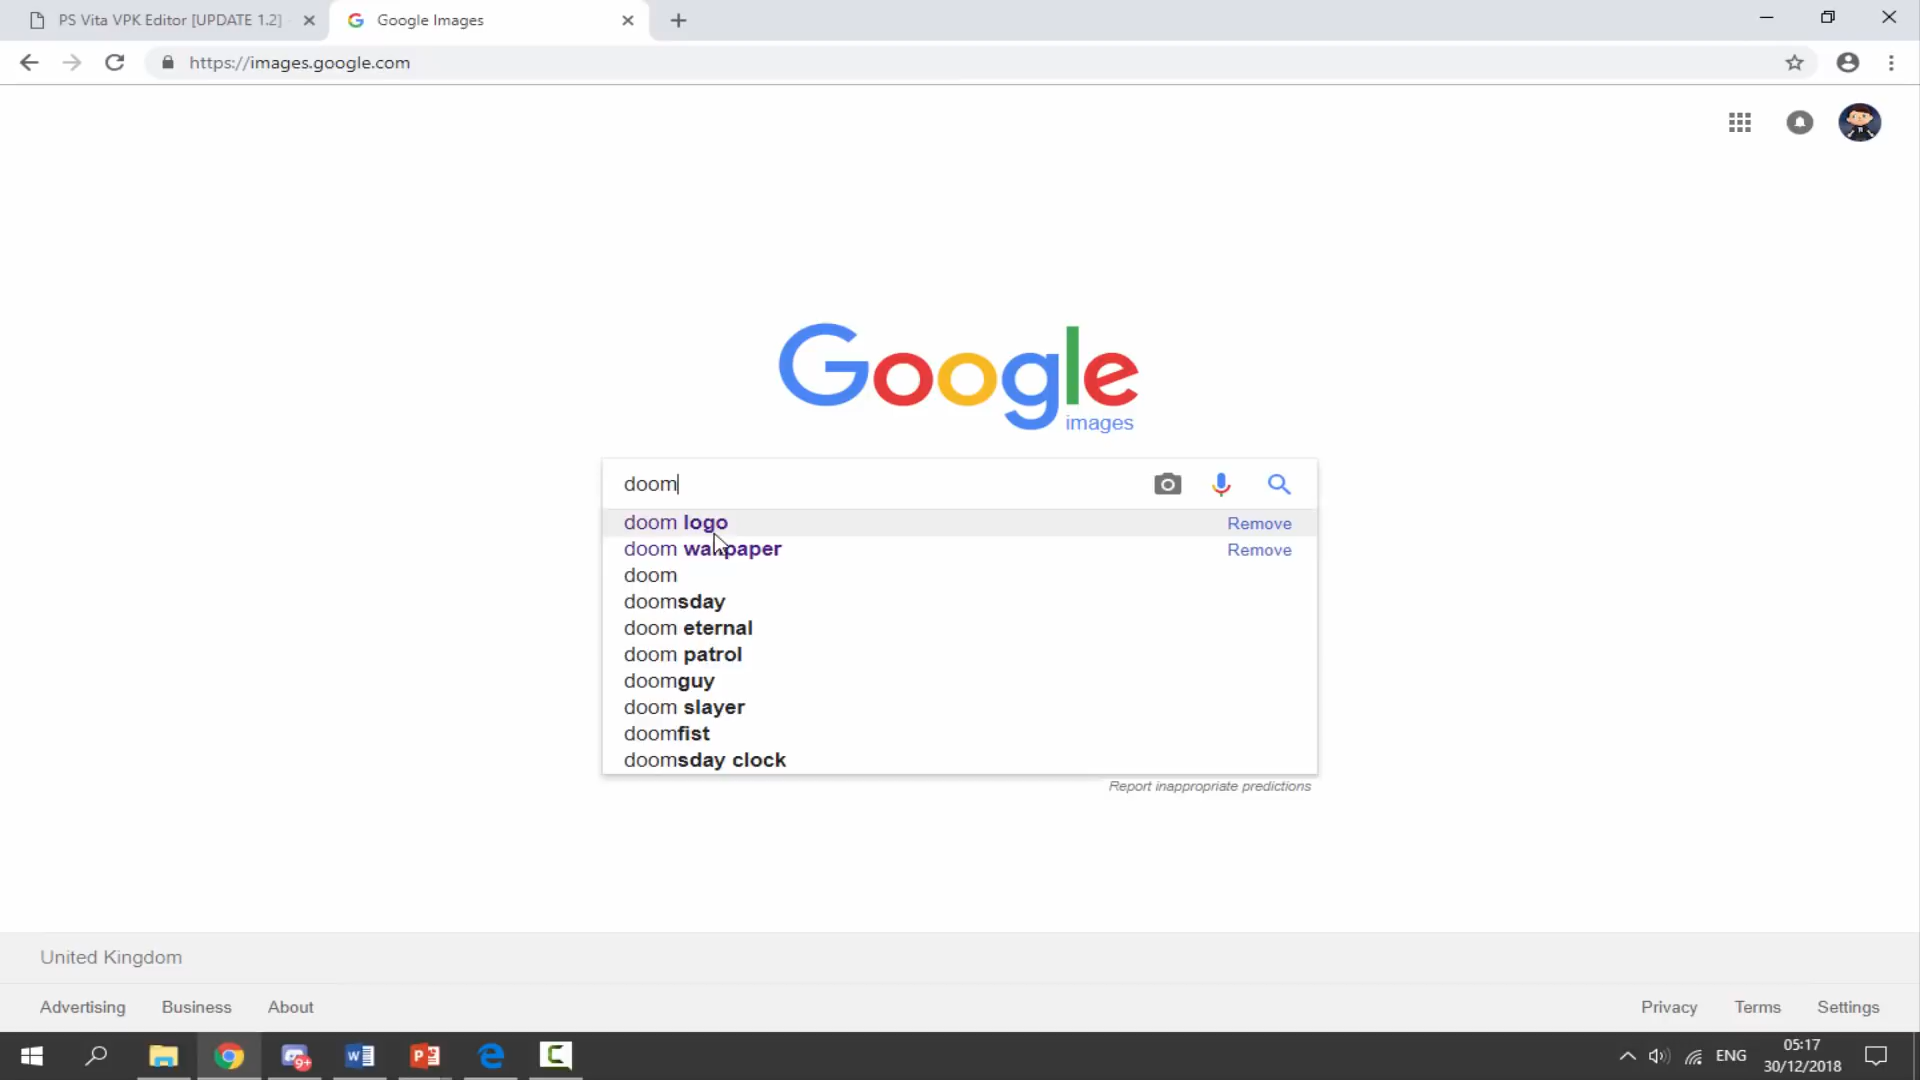 PS Vita VPK Editor [UPDATE 1.2]
Google Images
https://images.google.com
Google
images
doom
doom logo Remove
doom wallpaper Remove
doom
doomsday
doom eternal
doom patrol
doomguy
doom slayer
doomfist
doomsday clock
Report inappropriate predictions
United Kingdom
Advertising Business About Privacy Terms Settings
9+
ENG
05:17
30/12/2018